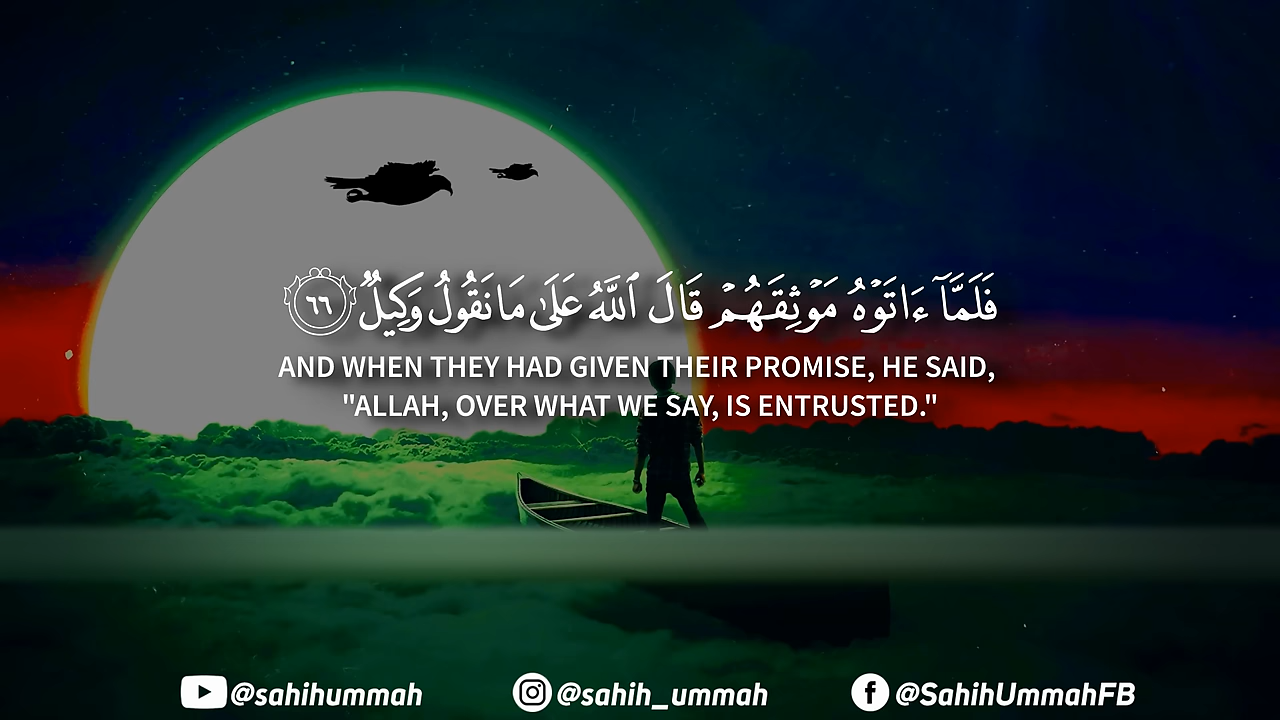 فَلَمَّآ ءَاتَوْهُ مَوْثِقَهُمْ قَالَ ٱللَّهُ عَلَىٰ مَا نَقُولُ وَكِيلٌ ٦٦
AND WHEN THEY HAD GIVEN THEIR PROMISE, HE SAID,
"ALLAH, OVER WHAT WE SAY, IS ENTRUSTED."
@sahihummah @sahih_ummah @SahihUmmahFB